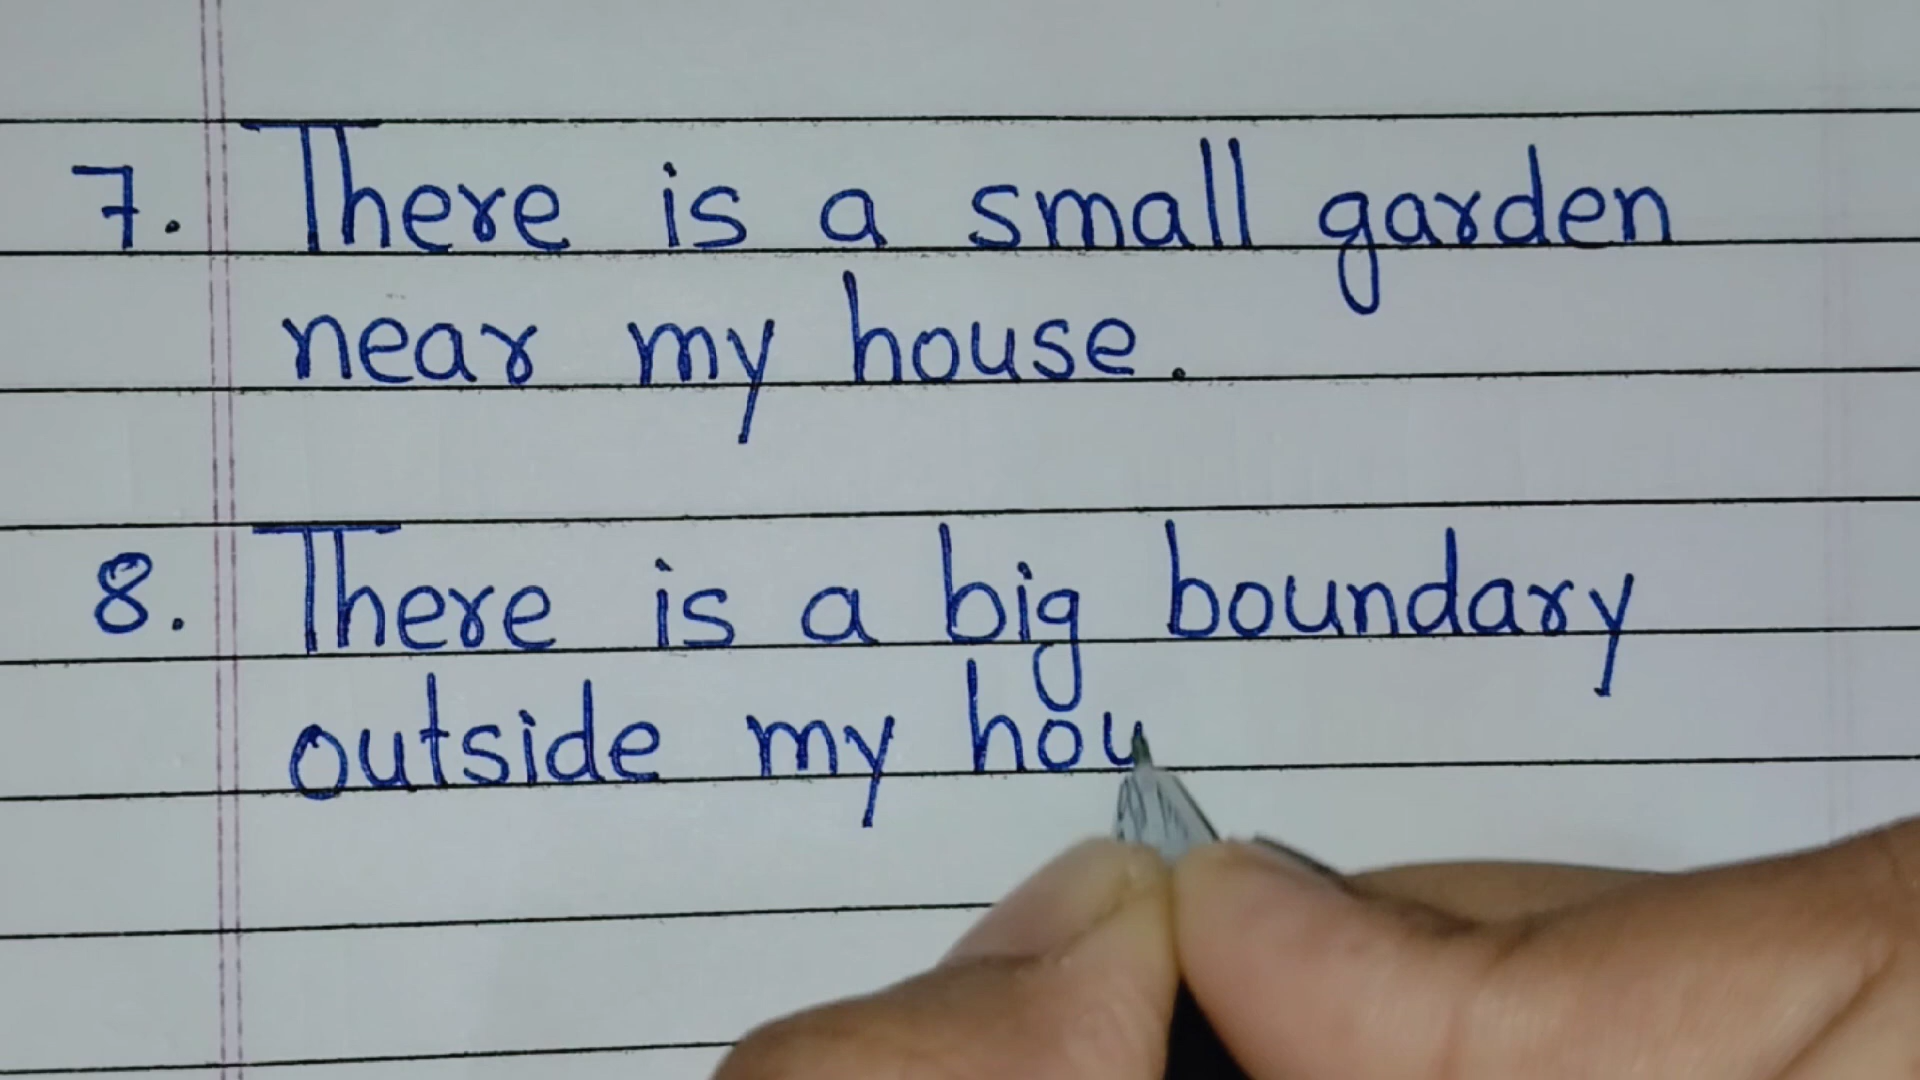 7. There is a small garden
near my house.
8. There is a big boundary
outside my hou